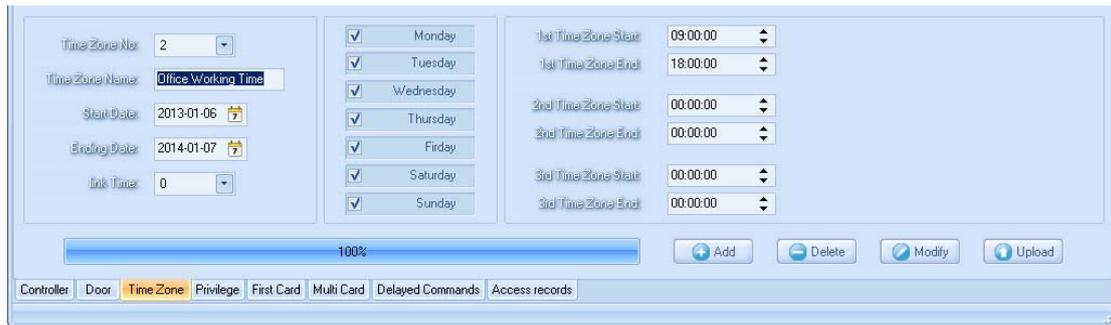 Time Zone No: 2
Time Zone Name: Office Working Time
Start Date: 2013-01-06
Ending Date: 2014-01-07
link Time: 0
Monday
Tuesday
Wednesday
Thursday
Firday
Saturday
Sunday
1st Time Zone Start: 09:00:00
1st Time Zone End: 18:00:00
2nd Time Zone Start: 00:00:00
2nd Time Zone End: 00:00:00
3rd Time Zone Start: 00:00:00
3rd Time Zone End: 00:00:00
100% Add Delete Modify Upload
Controller Door Time Zone Privilege First Card Multi Card Delayed Commands Access records